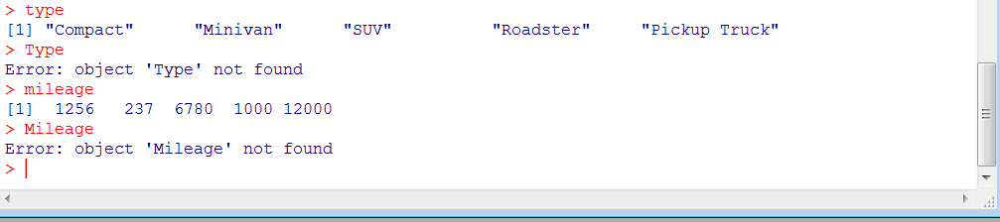 > type
[1] "Compact"      "Minivan"      "SUV"          "Roadster"     "Pickup Truck"
> Type
Error: object 'Type' not found
> mileage
[1]  1256   237  6780  1000 12000
> Mileage
Error: object 'Mileage' not found
>